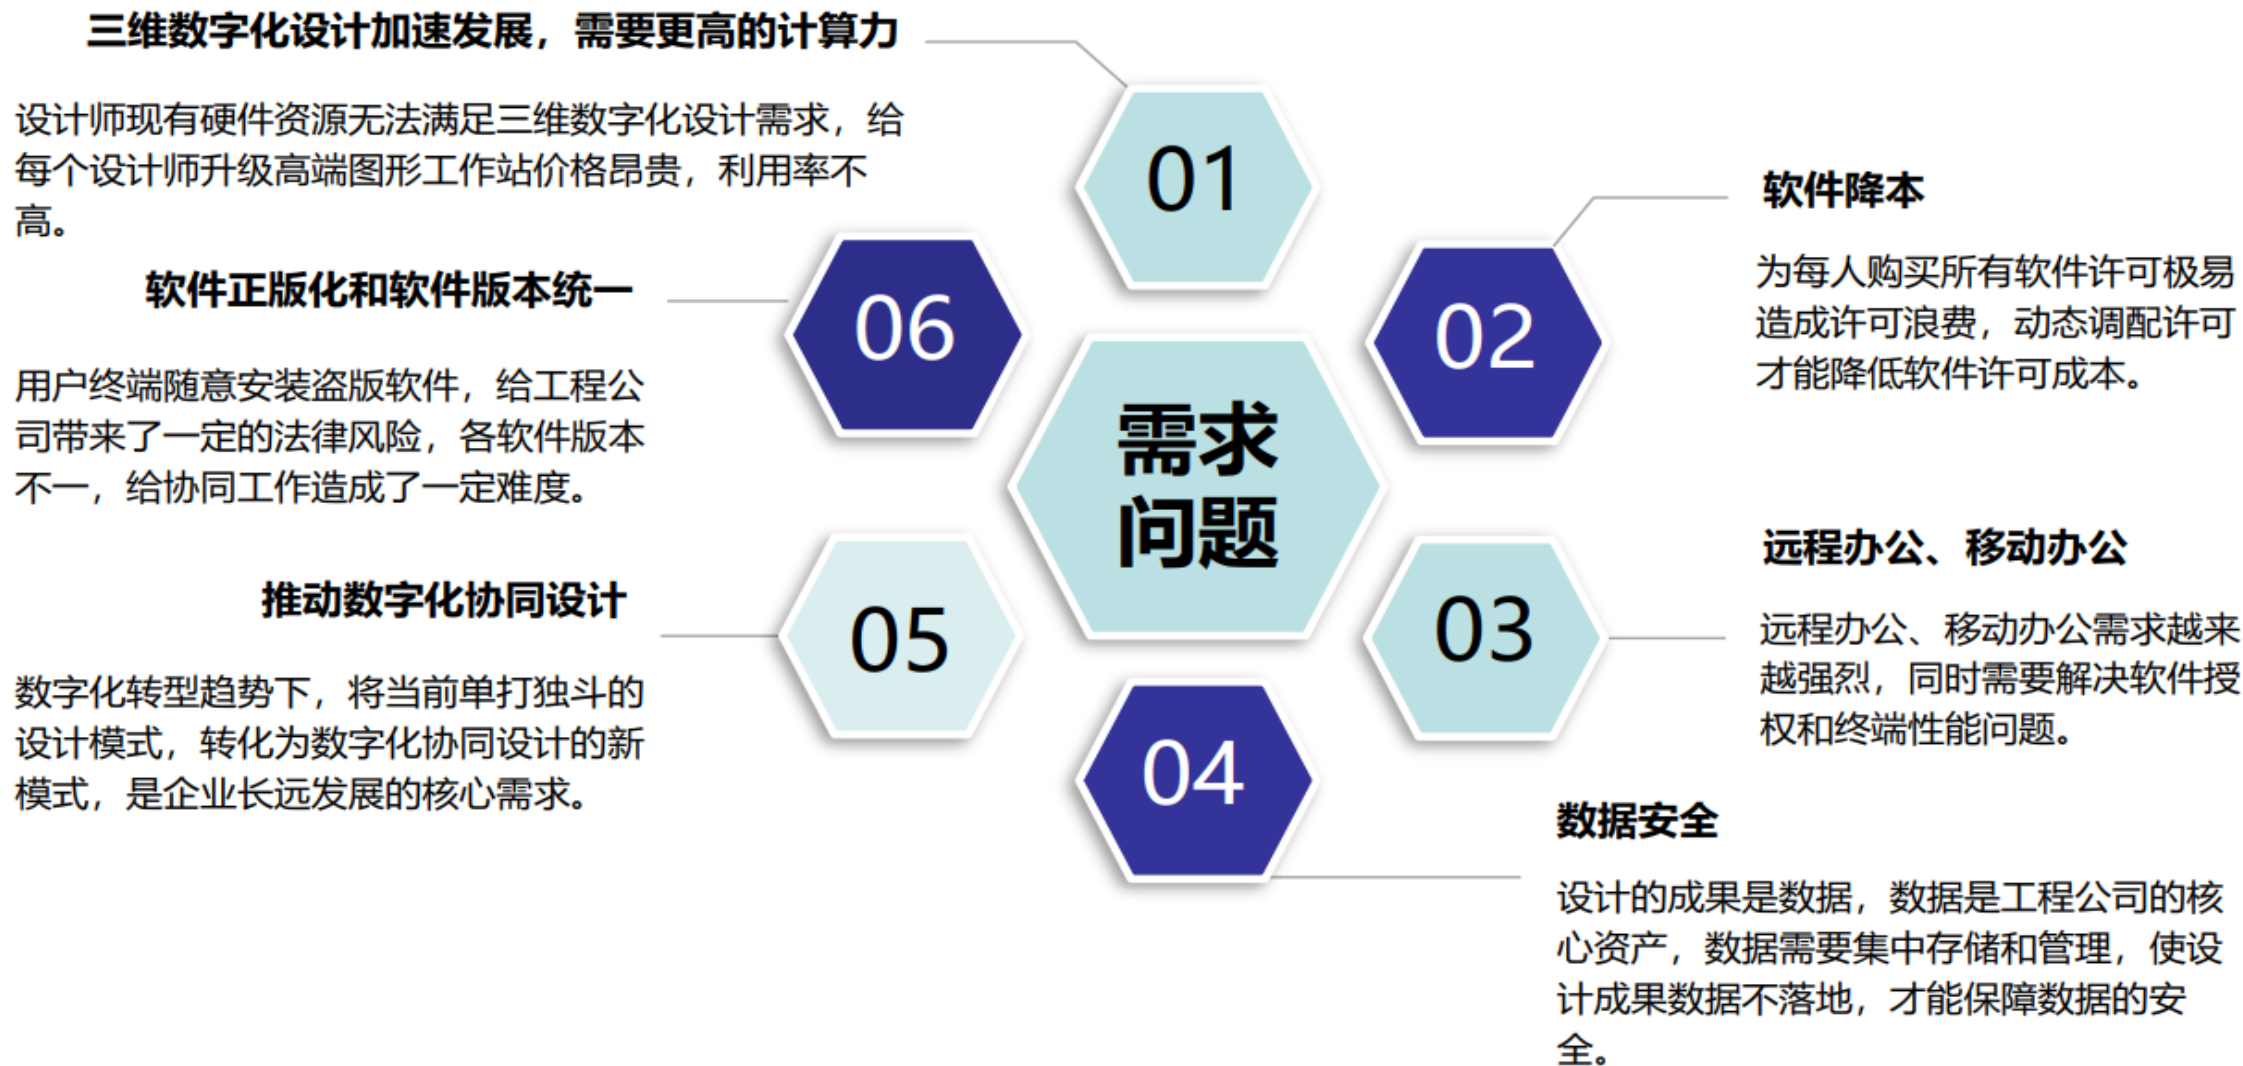 三维数字化设计加速发展，需要更高的计算力
设计师现有硬件资源无法满足三维数字化设计需求，给
每个设计师升级高端图形工作站价格昂贵，利用率不
高。
01
软件降本
为每人购买所有软件许可极易
造成许可浪费，动态调配许可
才能降低软件许可成本。
02
软件正版化和软件版本统一
用户终端随意安装盗版软件，给工程公
司带来了一定的法律风险，各软件版本
不一，给协同工作造成了一定难度。
06
需求
问题
远程办公、移动办公
远程办公、移动办公需求越来
越强烈，同时需要解决软件授
权和终端性能问题。
03
推动数字化协同设计
数字化转型趋势下，将当前单打独斗的
设计模式，转化为数字化协同设计的新
模式，是企业长远发展的核心需求。
05
04
数据安全
设计的成果是数据，数据是工程公司的核
心资产，数据需要集中存储和管理，使设
计成果数据不落地，才能保障数据的安
全。